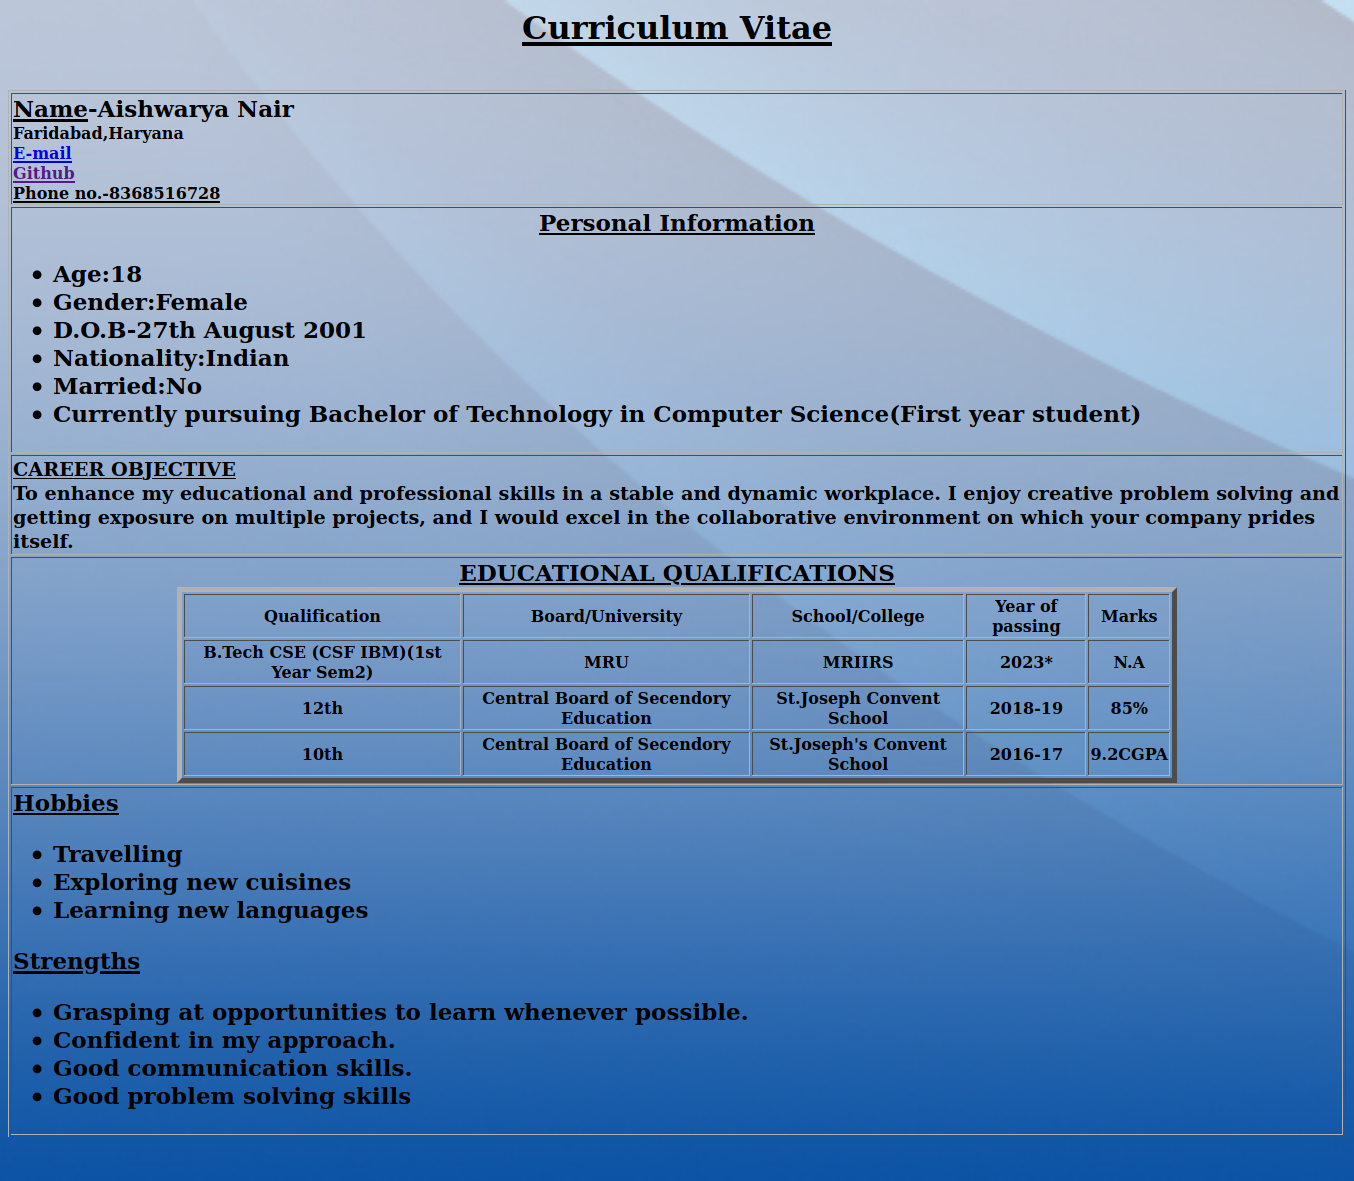 Curriculum Vitae
Name-Aishwarya Nair
Faridabad,Haryana
E-mail
Github
Phone no.-8368516728
Personal Information
Age:18
Gender:Female
D.O.B-27th August 2001
Nationality:Indian
Married:No
Currently pursuing Bachelor of Technology in Computer Science(First year student)
CAREER OBJECTIVE
To enhance my educational and professional skills in a stable and dynamic workplace. I enjoy creative problem solving and
getting exposure on multiple projects, and I would excel in the collaborative environment on which your company prides
itself.
EDUCATIONAL QUALIFICATIONS
Qualification Board/University School/College Year of passing Marks
B.Tech CSE (CSF IBM)(1st Year Sem2) MRU MRIIRS 2023* N.A
12th Central Board of Secendory Education St.Joseph Convent School 2018-19 85%
10th Central Board of Secendory Education St.Joseph's Convent School 2016-17 9.2CGPA
Hobbies
Travelling
Exploring new cuisines
Learning new languages
Strengths
Grasping at opportunities to learn whenever possible.
Confident in my approach.
Good communication skills.
Good problem solving skills